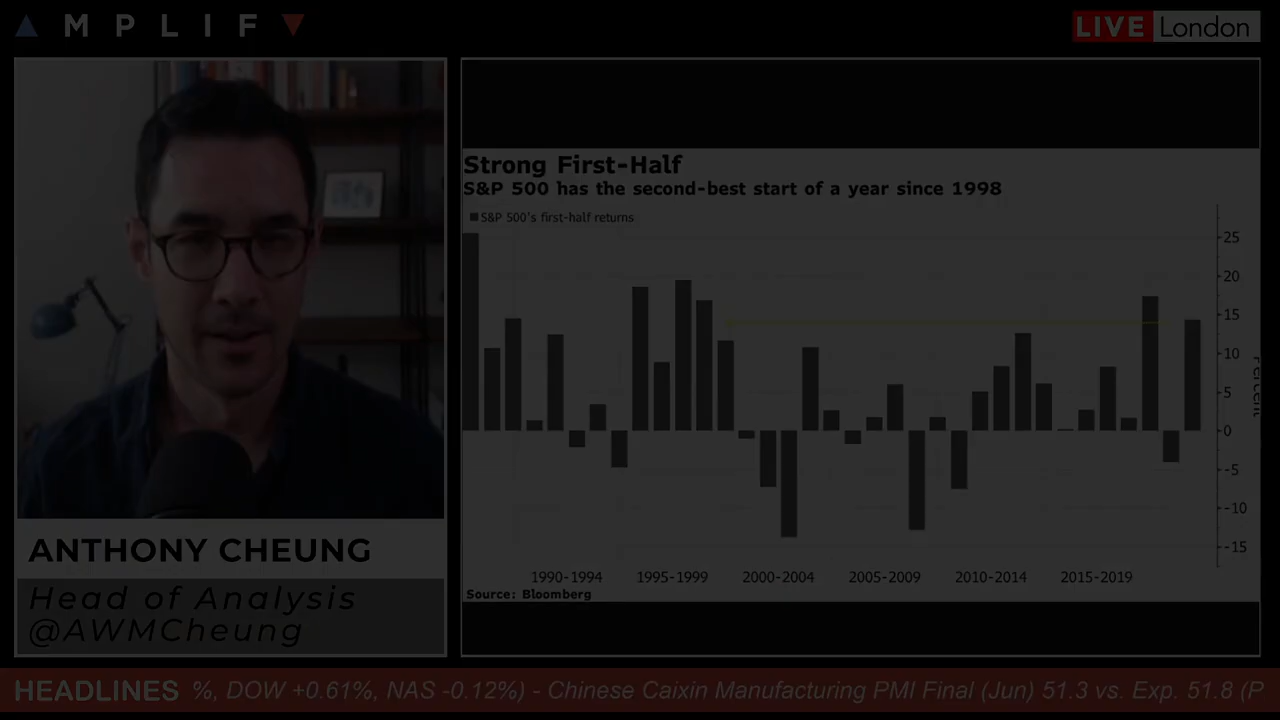 ▲ M P L I F ▼
LIVE London
Strong First-Half
S&P 500 has the second-best start of a year since 1998
S&P 500's first-half returns
25
20
15
10
5
0
-5
-10
-15
Percent
1990-1994 1995-1999 2000-2004 2005-2009 2010-2014 2015-2019
Source: Bloomberg
ANTHONY CHEUNG
Head of Analysis
@AWMCheung
HEADLINES %, DOW +0.61%, NAS -0.12%) - Chinese Caixin Manufacturing PMI Final (Jun) 51.3 vs. Exp. 51.8 (P